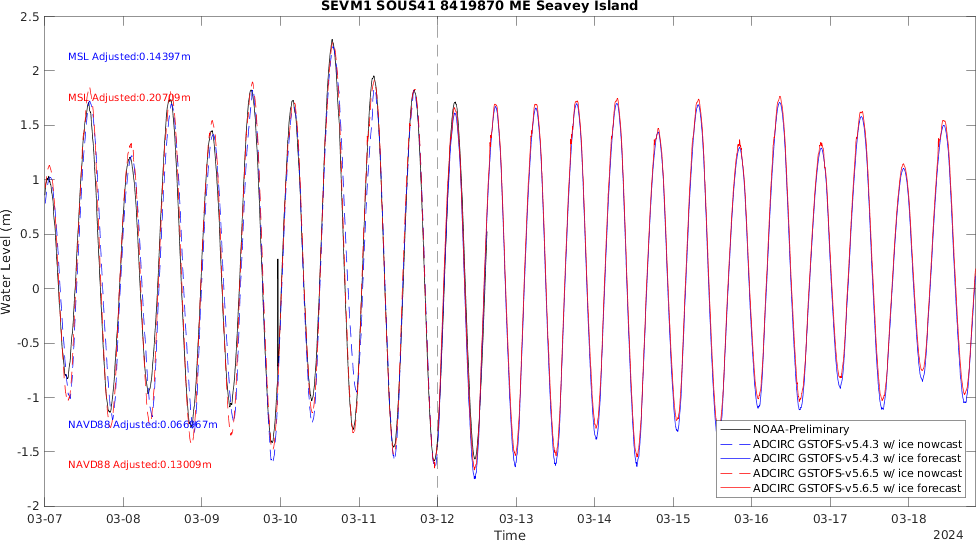 SEVM1 SOUS41 8419870 ME Seavey Island
2.5
2
1.5
1
0.5
0
-0.5
-1
-1.5
-2
Water Level (m)
MSL Adjusted:0.14397m
MSL Adjusted:0.20709m
NAVD88 Adjusted:0.066967m
NAVD88 Adjusted:0.13009m
NOAA-Preliminary
ADCIRC GSTOFS-v5.4.3 w/ ice nowcast
ADCIRC GSTOFS-v5.4.3 w/ ice forecast
ADCIRC GSTOFS-v5.6.5 w/ ice nowcast
ADCIRC GSTOFS-v5.6.5 w/ ice forecast
03-07 03-08 03-09 03-10 03-11 03-12 03-13 03-14 03-15 03-16 03-17 03-18
Time
2024